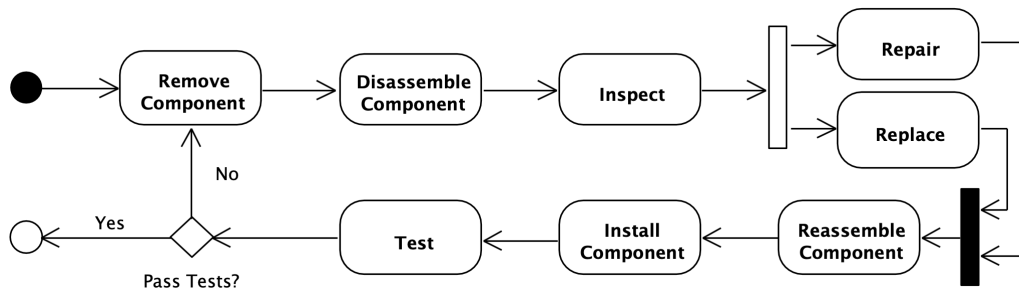 Remove
Component
Disassemble
Component
Inspect
Repair
Replace
No
Yes
Pass Tests?
Test
Install
Component
Reassemble
Component